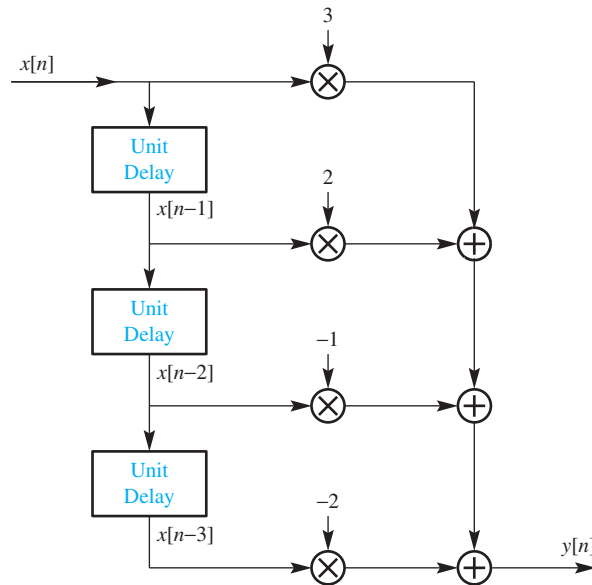 3
x[n]
Unit
Delay
2
x[n−1]
Unit
Delay
−1
x[n−2]
Unit
Delay
−2
x[n−3]
y[n]